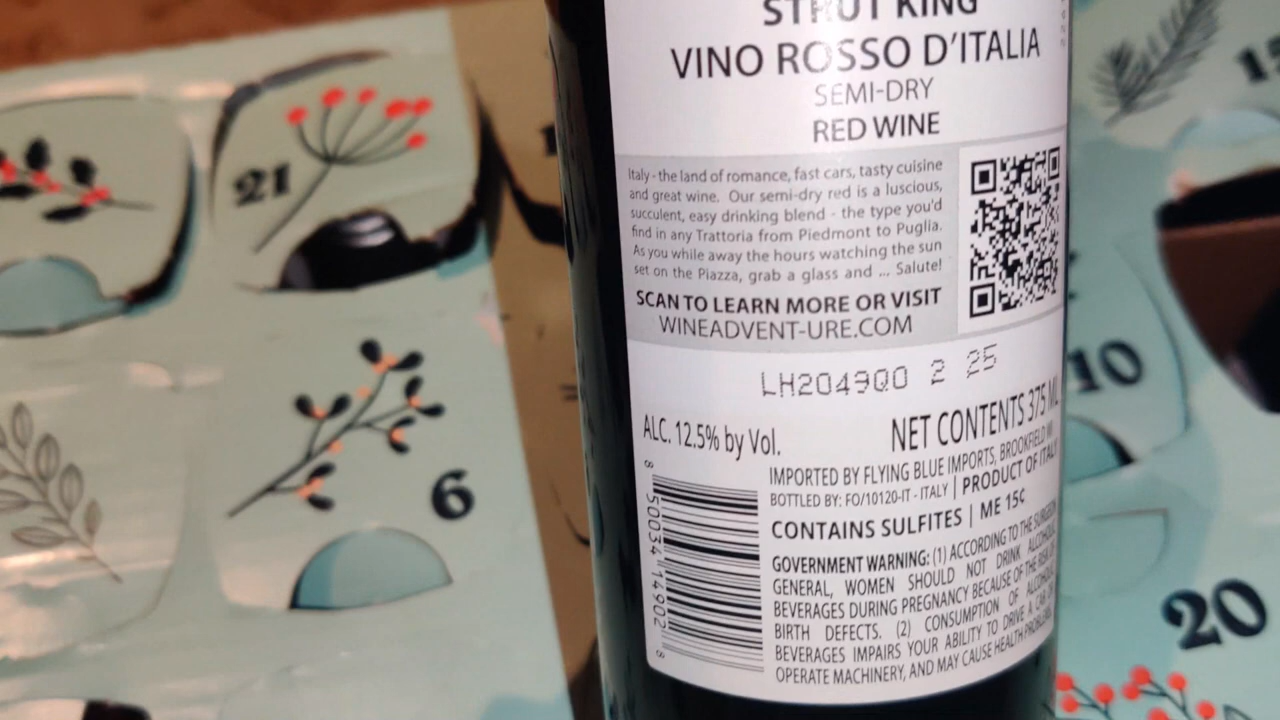 STRUT KING
VINO ROSSO D'ITALIA
SEMI-DRY
RED WINE
Italy - the land of romance, fast cars, tasty cuisine
and great wine. Our semi-dry red is a luscious,
succulent, easy drinking blend - the type you'd
find in any Trattoria from Piedmont to Puglia.
As you while away the hours watching the sun
set on the Piazza, grab a glass and ... Salute!
SCAN TO LEARN MORE OR VISIT
WINEADVENT-URE.COM
LH2049Q0 2 25
ALC. 12.5% by Vol.
NET CONTENTS 375 ML
IMPORTED BY FLYING BLUE IMPORTS, BROOKFIELD
BOTTLED BY: FO/10120-IT - ITALY | PRODUCT OF ITALY
CONTAINS SULFITES | ME 15¢
GOVERNMENT WARNING: (1) ACCORDING TO THE SURGEON
GENERAL, WOMEN SHOULD NOT DRINK ALCOHOLIC
BEVERAGES DURING PREGNANCY BECAUSE OF THE RISK OF
BIRTH DEFECTS. (2) CONSUMPTION OF ALCOHOLIC
BEVERAGES IMPAIRS YOUR ABILITY TO DRIVE A CAR OR
OPERATE MACHINERY, AND MAY CAUSE HEALTH PROBLEMS
8 50034 14902 8
21
6
10
20